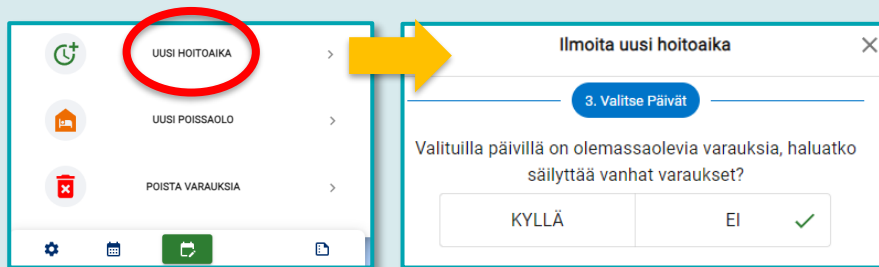 UUSI HOITOAIKA
UUSI POISSAOLO
POISTA VARAUKSIA
Ilmoita uusi hoitoaika
3. Valitse Päivät
Valituilla päivillä on olemassaolevia varauksia, haluatko
säilyttää vanhat varaukset?
KYLLÄ EI